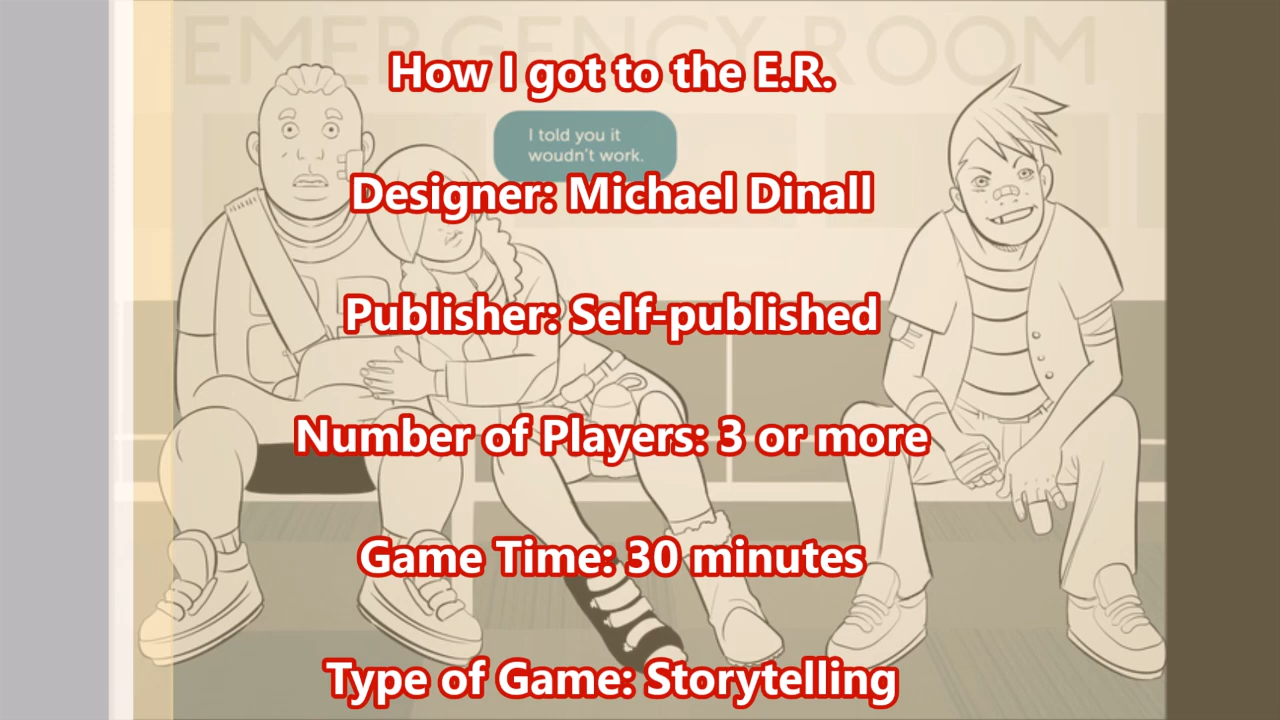 EMERGENCY ROOM
How I got to the E.R.
I told you it
woudn't work.
Designer: Michael Dinall
Publisher: Self-published
Number of Players: 3 or more
Game Time: 30 minutes
Type of Game: Storytelling